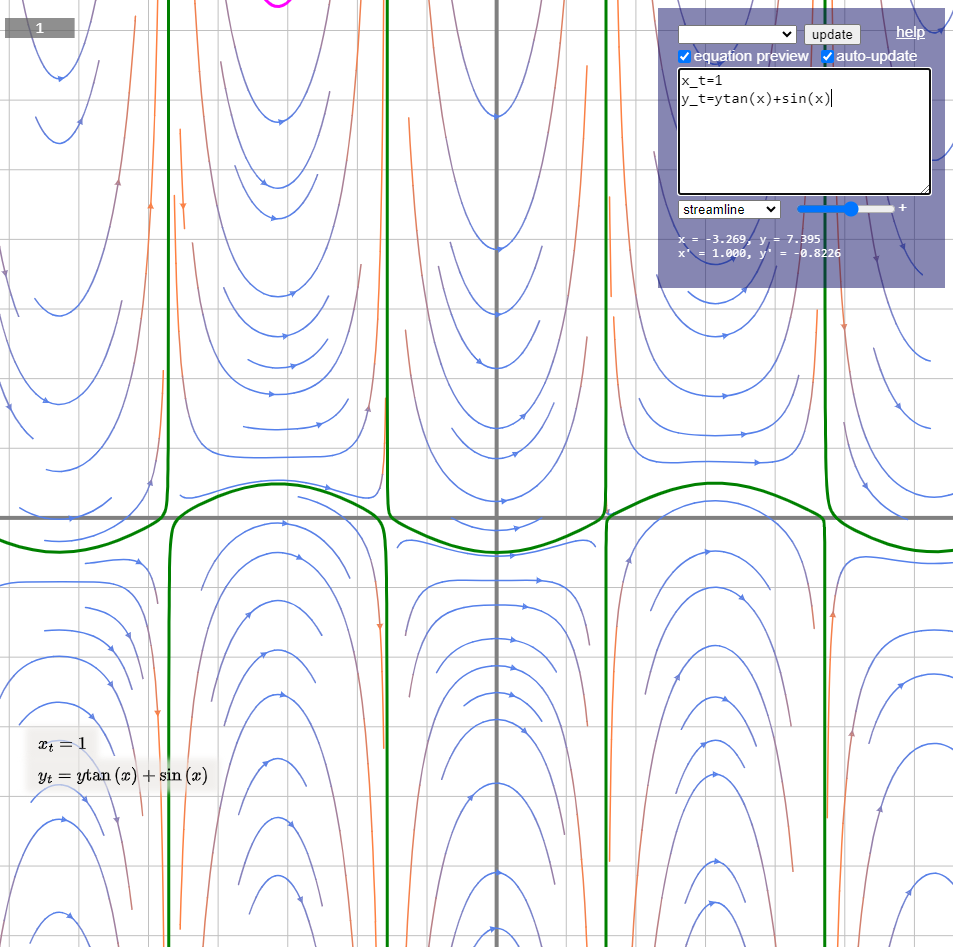 1
update
help
equation preview
auto-update
x_t=1
y_t=ytan(x)+sin(x)
streamline
+
x = -3.269, y = 7.395
x' = 1.000, y' = -0.8226
x_t = 1
y_t = ytan (x) + sin (x)